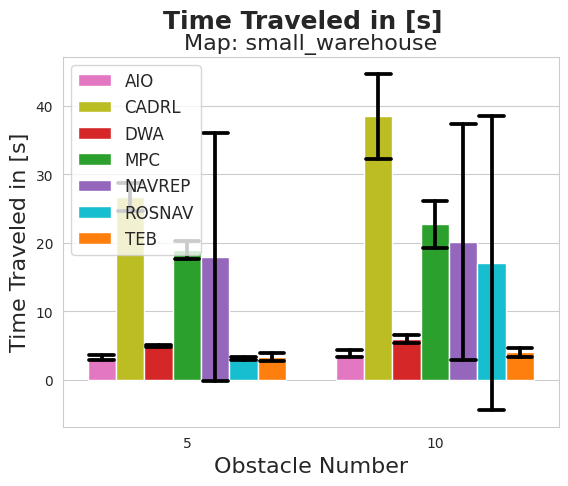 Time Traveled in [s]
Map: small_warehouse
Time Traveled in [s]
40
30
20
10
0
AIO
CADRL
DWA
MPC
NAVREP
ROSNAV
TEB
5
10
Obstacle Number